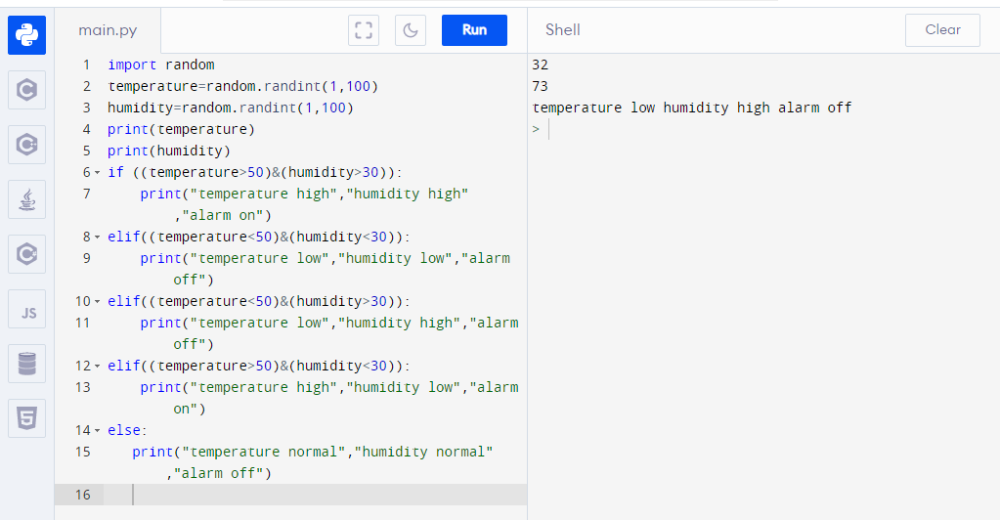 main.py
Run
Shell
Clear
1 import random
2 temperature=random.randint(1,100)
3 humidity=random.randint(1,100)
4 print(temperature)
5 print(humidity)
6 if ((temperature>50)&(humidity>30)):
7 print("temperature high","humidity high"
,"alarm on")
8 elif((temperature<50)&(humidity<30)):
9 print("temperature low","humidity low","alarm
off")
10 elif((temperature<50)&(humidity>30)):
11 print("temperature low","humidity high","alarm
off")
12 elif((temperature>50)&(humidity<30)):
13 print("temperature high","humidity low","alarm
on")
14 else:
15 print("temperature normal","humidity normal"
,"alarm off")
16
32
73
temperature low humidity high alarm off
>
C
C
C
JS
5